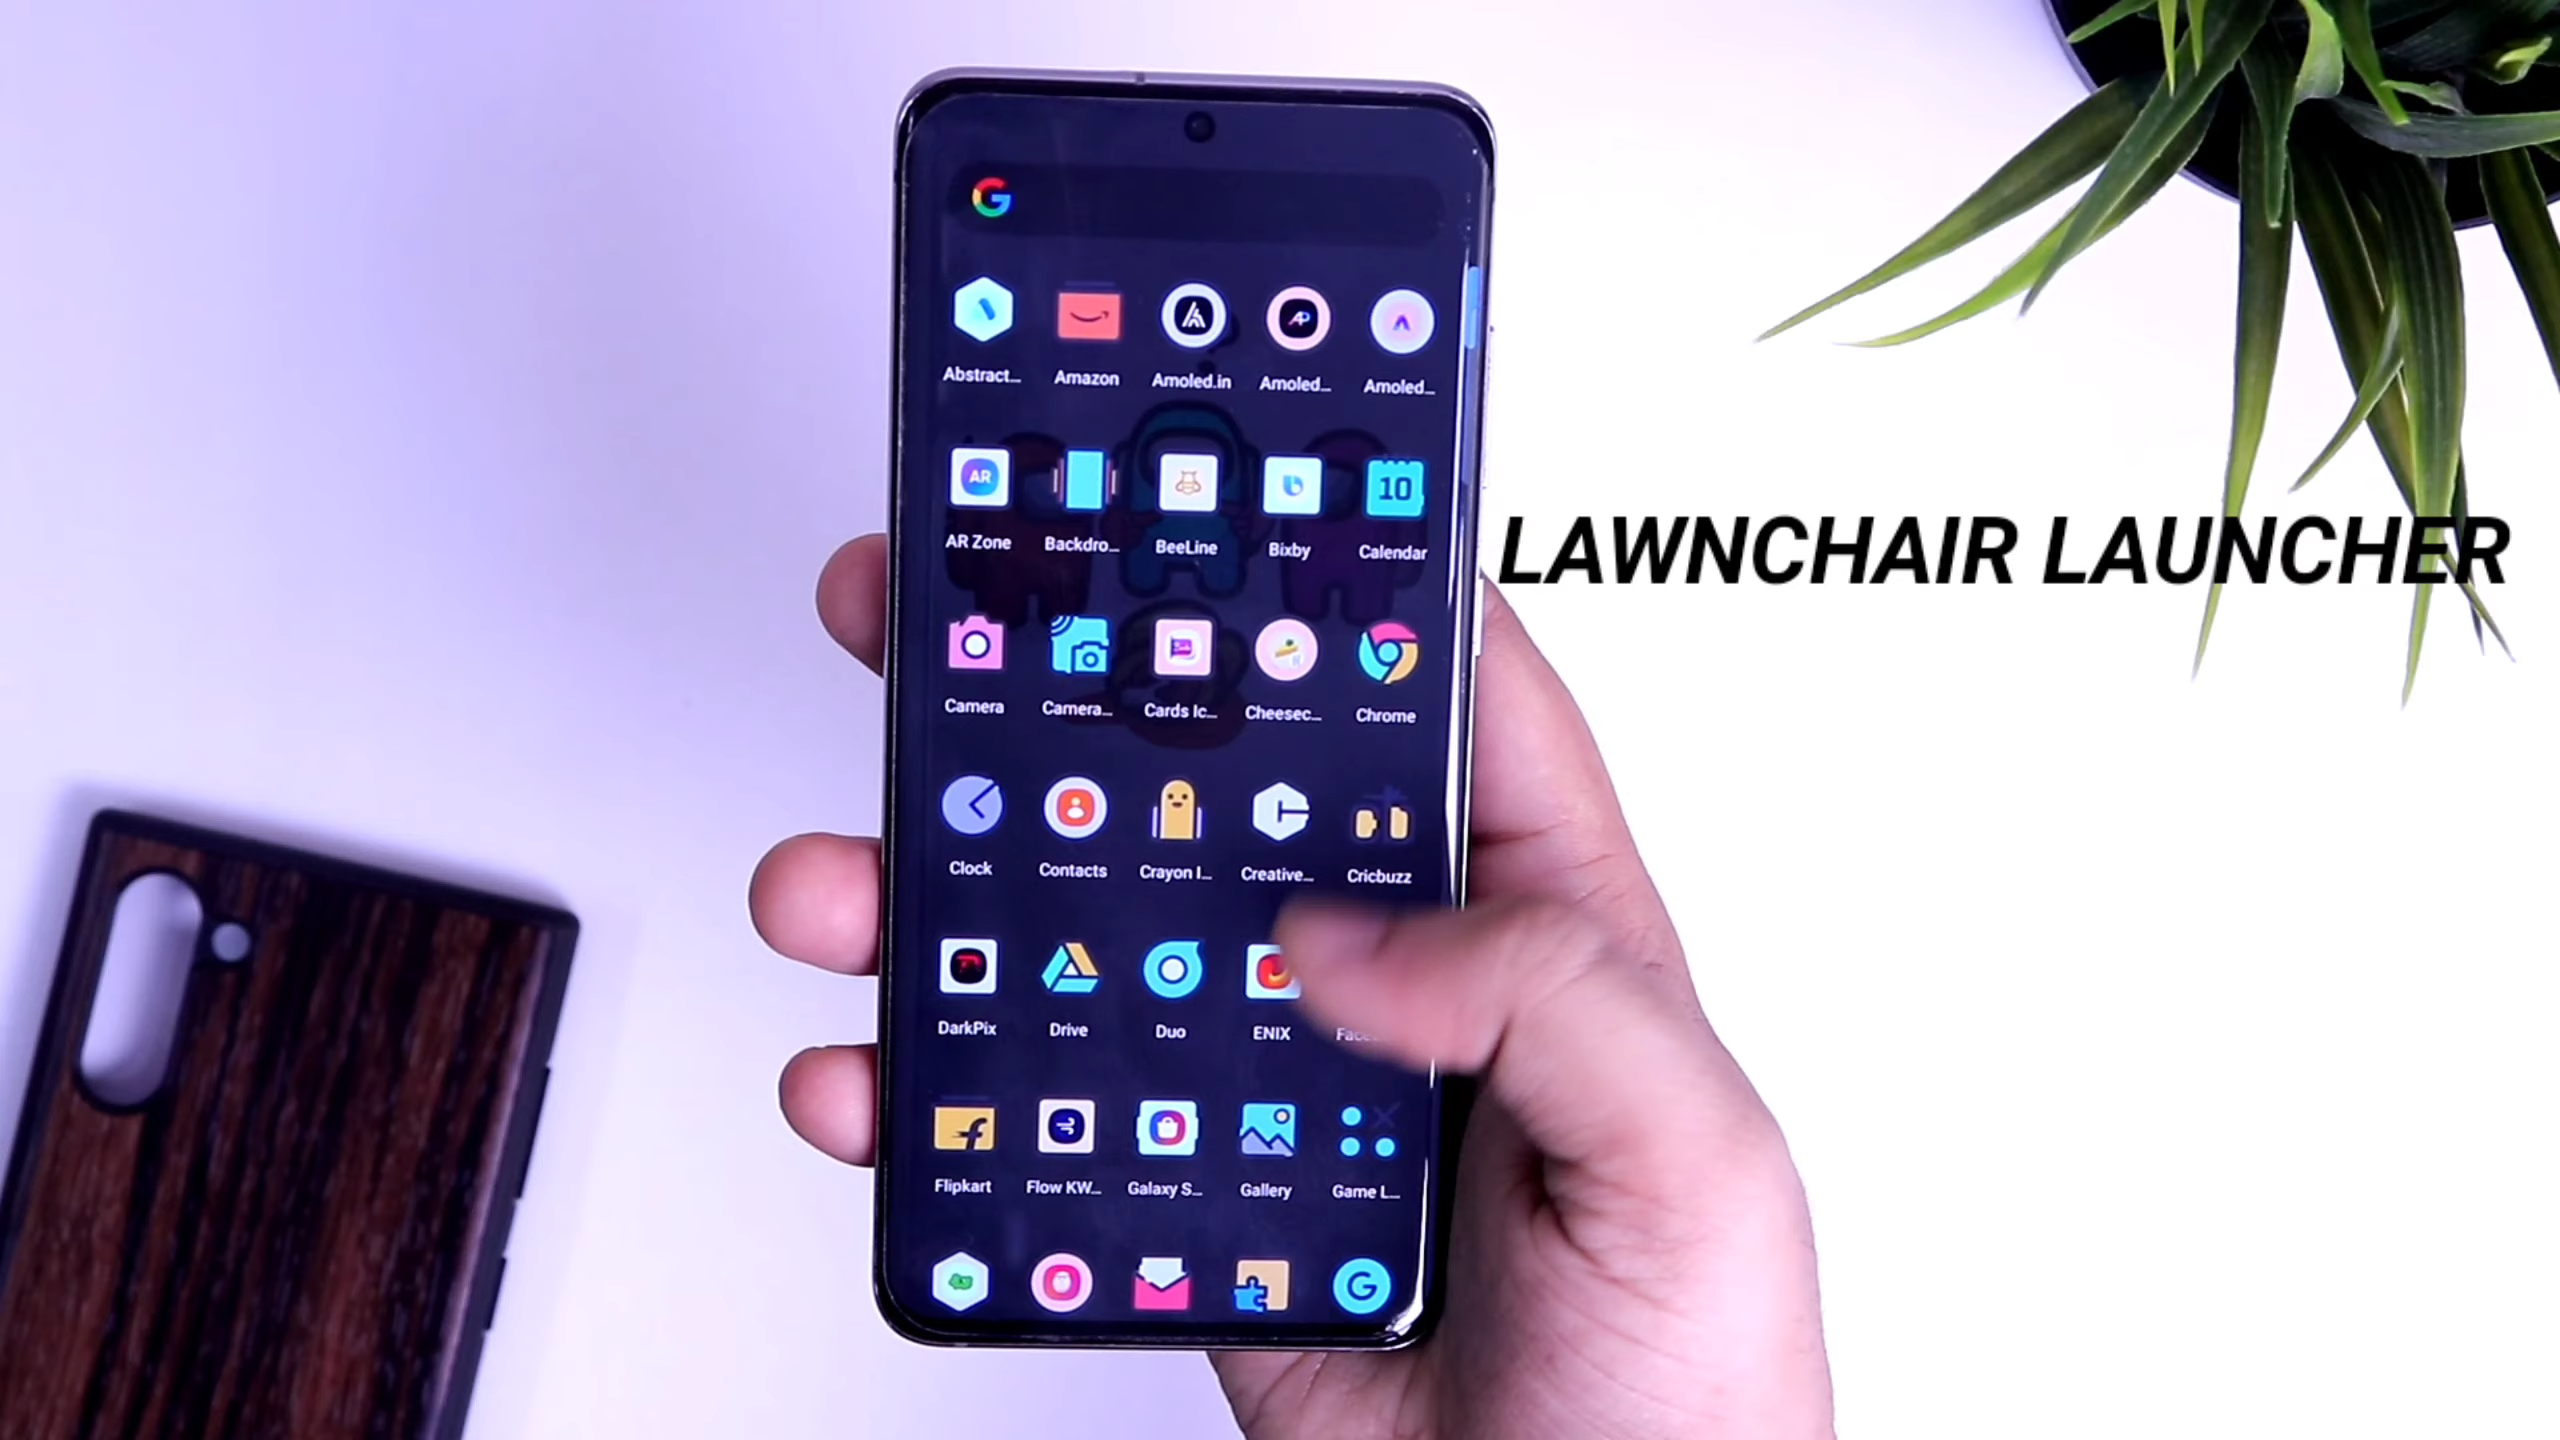 G
Abstract...
Amazon
Amoled.in
Amoled...
Amoled...
AR
10
AR Zone
Backdro...
BeeLine
Bixby
Calendar
LAWNCHAIR LAUNCHER
Camera
Camera...
Cards Ic...
Cheesec...
Chrome
Clock
Contacts
Crayon I...
Creative...
Cricbuzz
DarkPix
Drive
Duo
ENIX
Flipkart
Flow KW...
Galaxy S...
Gallery
Game L...
G